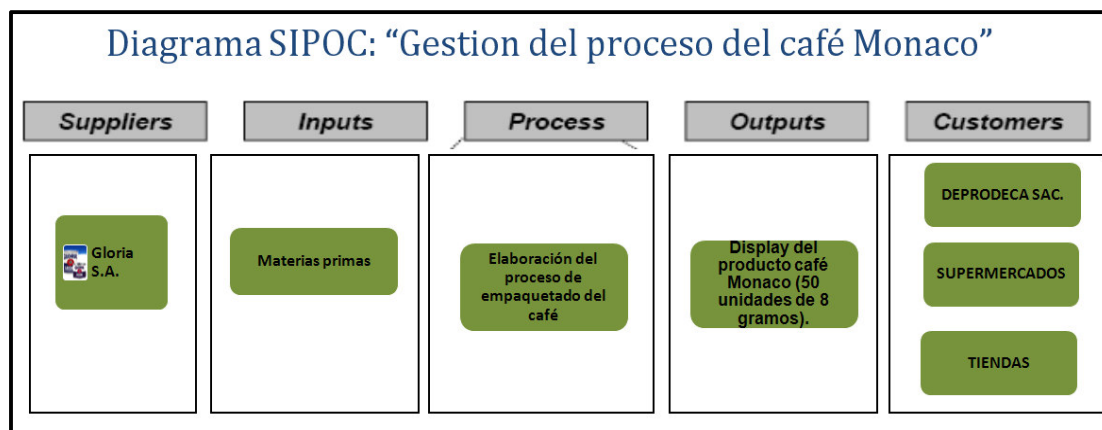 Diagrama SIPOC: “Gestion del proceso del café Monaco”
Suppliers
Inputs
Process
Outputs
Customers
Gloria
S.A.
Materias primas
Elaboración del
proceso de
empaquetado del
café
Display del
producto café
Monaco (50
unidades de 8
gramos).
DEPRODECA SAC.
SUPERMERCADOS
TIENDAS